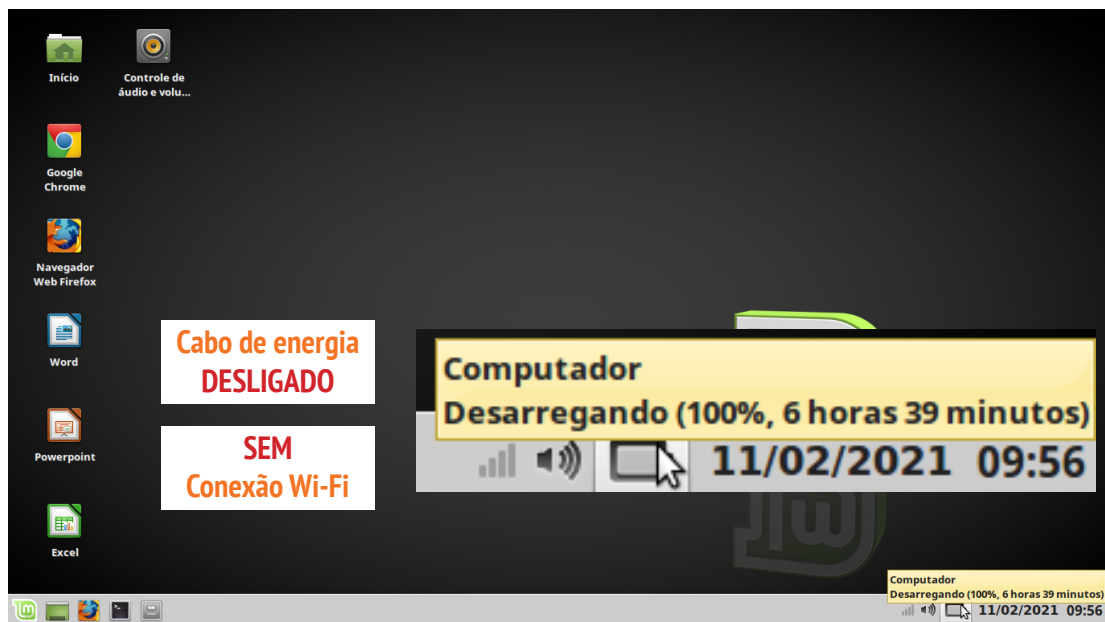 Início
Controle de
áudio e volu...
Google
Chrome
Navegador
Web Firefox
Word
Powerpoint
Excel
Cabo de energia
DESLIGADO
SEM
Conexão Wi-Fi
Computador
Desarregando (100%, 6 horas 39 minutos)
11/02/2021 09:56
Computador
Desarregando (100%, 6 horas 39 minutos)
11/02/2021 09:56